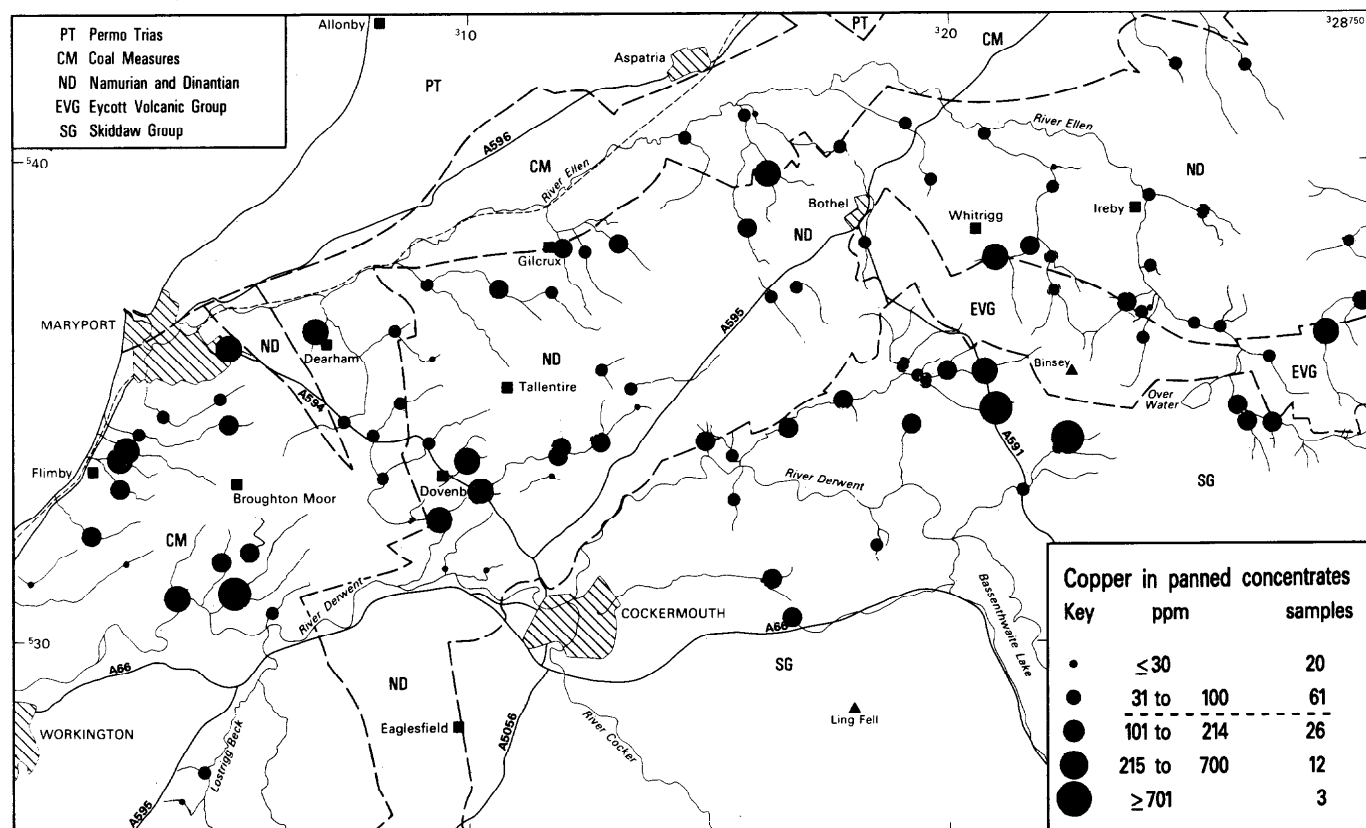 PT Permo Trias
CM Coal Measures
ND Namurian and Dinantian
EVG Eycott Volcanic Group
SG Skiddaw Group
Allonby
³10
Aspatria
PT
³20
CM
³28 ⁷⁵⁰
PT
A596
⁵40
CM
River Ellen
River Ellen
ND
Bothel
Whitrigg
Ireby
ND
Gilcrux
EVG
MARYPORT
ND
Dearham
ND
A595
Tallentire
Binsey
EVG
A594
Over Water
Flimby
Broughton Moor
Dovenb
River Derwent
A591
SG
CM
River Derwent
COCKERMOUTH
A66
Bassenthwaite Lake
⁵30
A66
ND
SG
WORKINGTON
Eaglesfield
Ling Fell
Lostrigg Beck
A595
A5056
River Cocker
Copper in panned concentrates
Key ppm samples
≤30 20
31 to 100 61
101 to 214 26
215 to 700 12
≥701 3